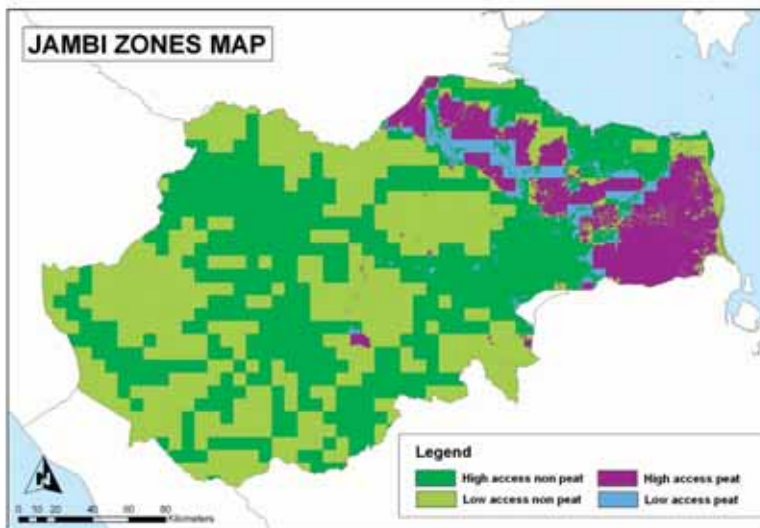 JAMBI ZONES MAP
Legend
High access non peat
High access peat
Low access non peat
Low access peat
0 10 20 40 60 80
Kilometers